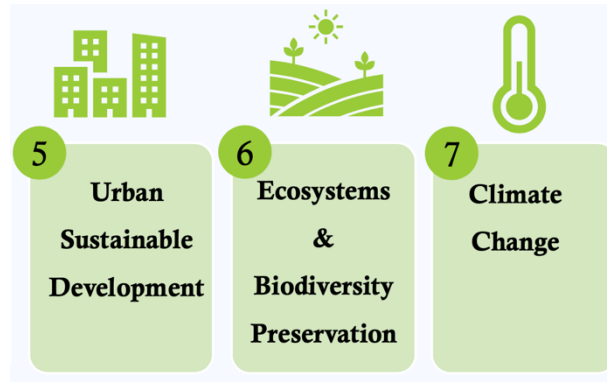 5
Urban
Sustainable
Development
6
Ecosystems
&
Biodiversity
Preservation
7
Climate
Change